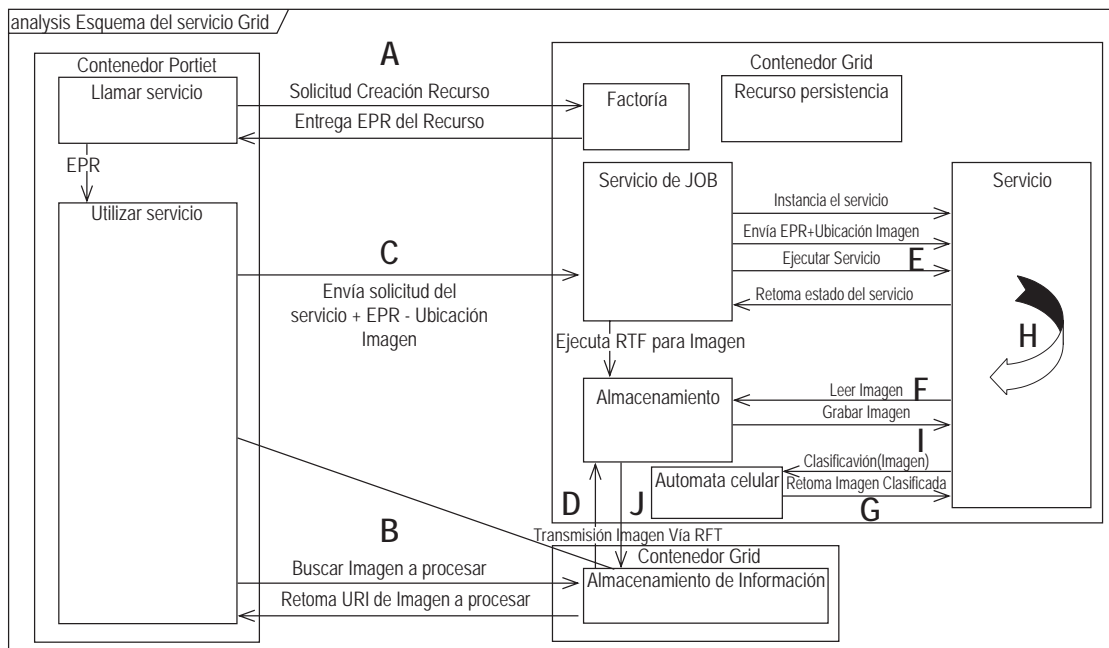 analysis Esquema del servicio Grid
Contenedor Portlet
Llamar servicio
EPR
Utilizar servicio
A
Solicitud Creación Recurso
Entrega EPR del Recurso
C
Envía solicitud del
servicio + EPR - Ubicación
Imagen
B
Buscar Imagen a procesar
Retoma URI de Imagen a procesar
Contenedor Grid
Factoría
Recurso persistencia
Servicio de JOB
Servicio
Instancia el servicio
Envía EPR+Ubicación Imagen
Ejecutar Servicio
E
Retoma estado del servicio
H
Ejecuta RTF para Imagen
Almacenamiento
Leer Imagen
F
Grabar Imagen
I
Clasificavión(Imagen)
Automata celular
Retoma Imagen Clasificada
G
D
J
Transmisión Imagen Vía RFT
Contenedor Grid
Almacenamiento de Información